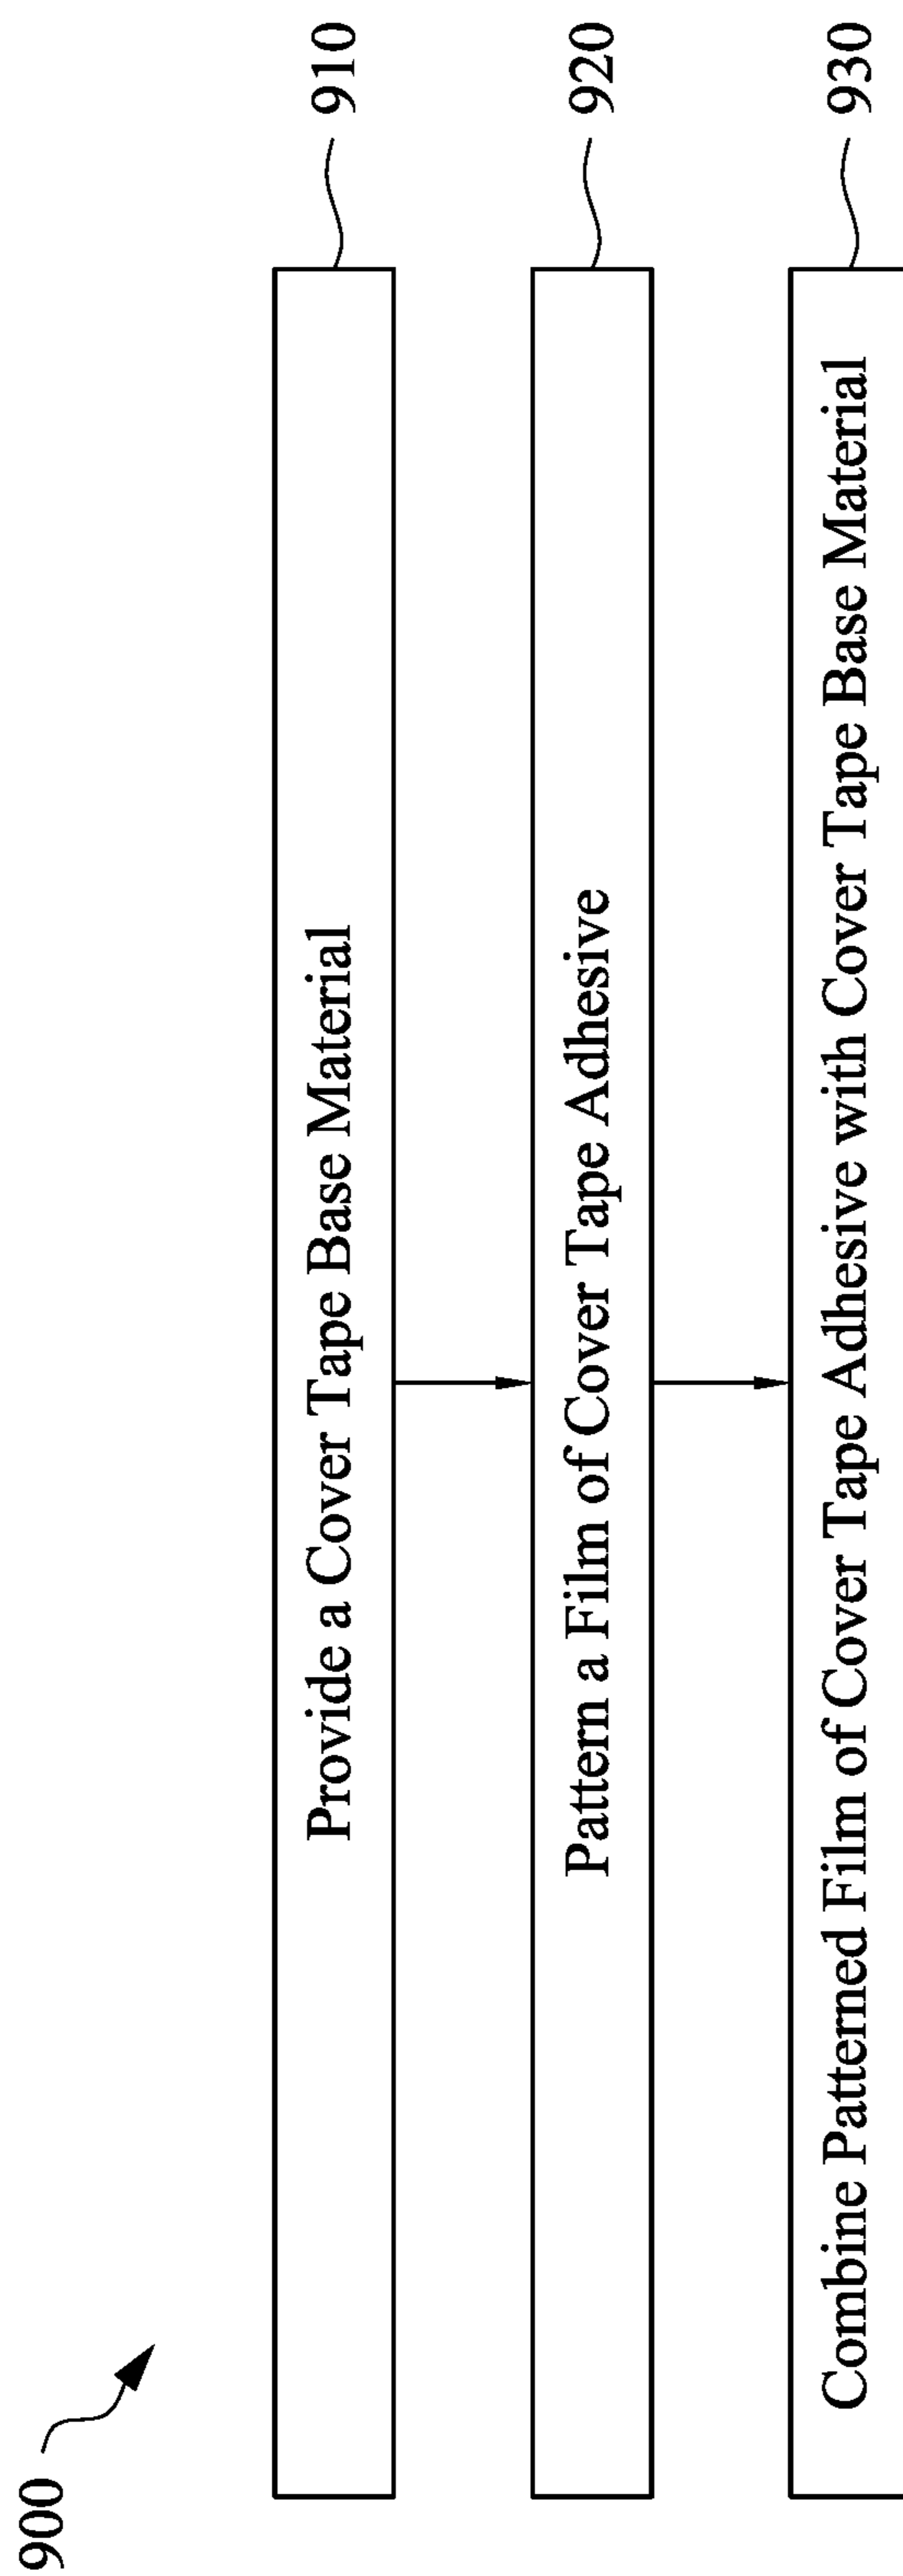 900
Provide a Cover Tape Base Material
910
Pattern a Film of Cover Tape Adhesive
920
Combine Patterned Film of Cover Tape Adhesive with Cover Tape Base Material
930